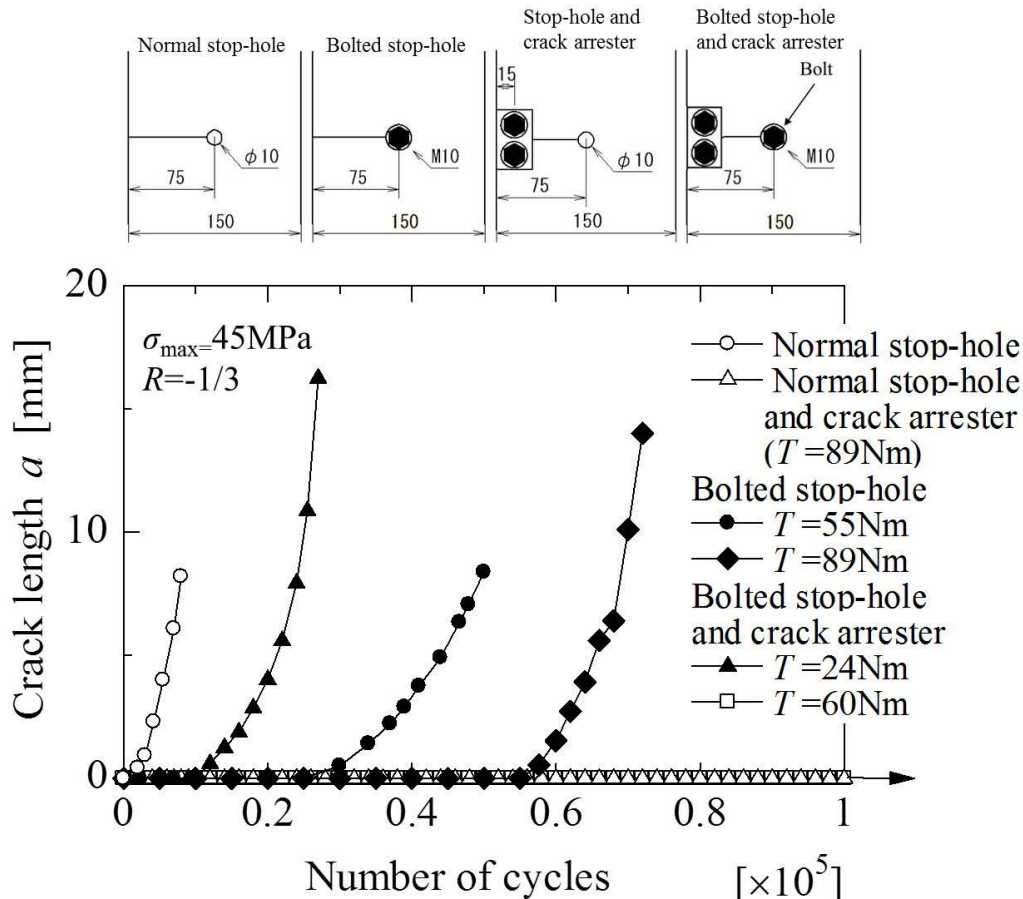 Normal stop-hole
Bolted stop-hole
Stop-hole and
crack arrester
Bolted stop-hole
and crack arrester
Bolt
15
φ10
M10
φ10
M10
75
75
75
75
150
150
150
150
20
10
0
Crack length a [mm]
σmax=45MPa
R=-1/3
Normal stop-hole
Normal stop-hole
and crack arrester
(T =89Nm)
Bolted stop-hole
T =55Nm
T =89Nm
Bolted stop-hole
and crack arrester
T =24Nm
T =60Nm
0
0.2
0.4
0.6
0.8
1
Number of cycles
[×10⁵]